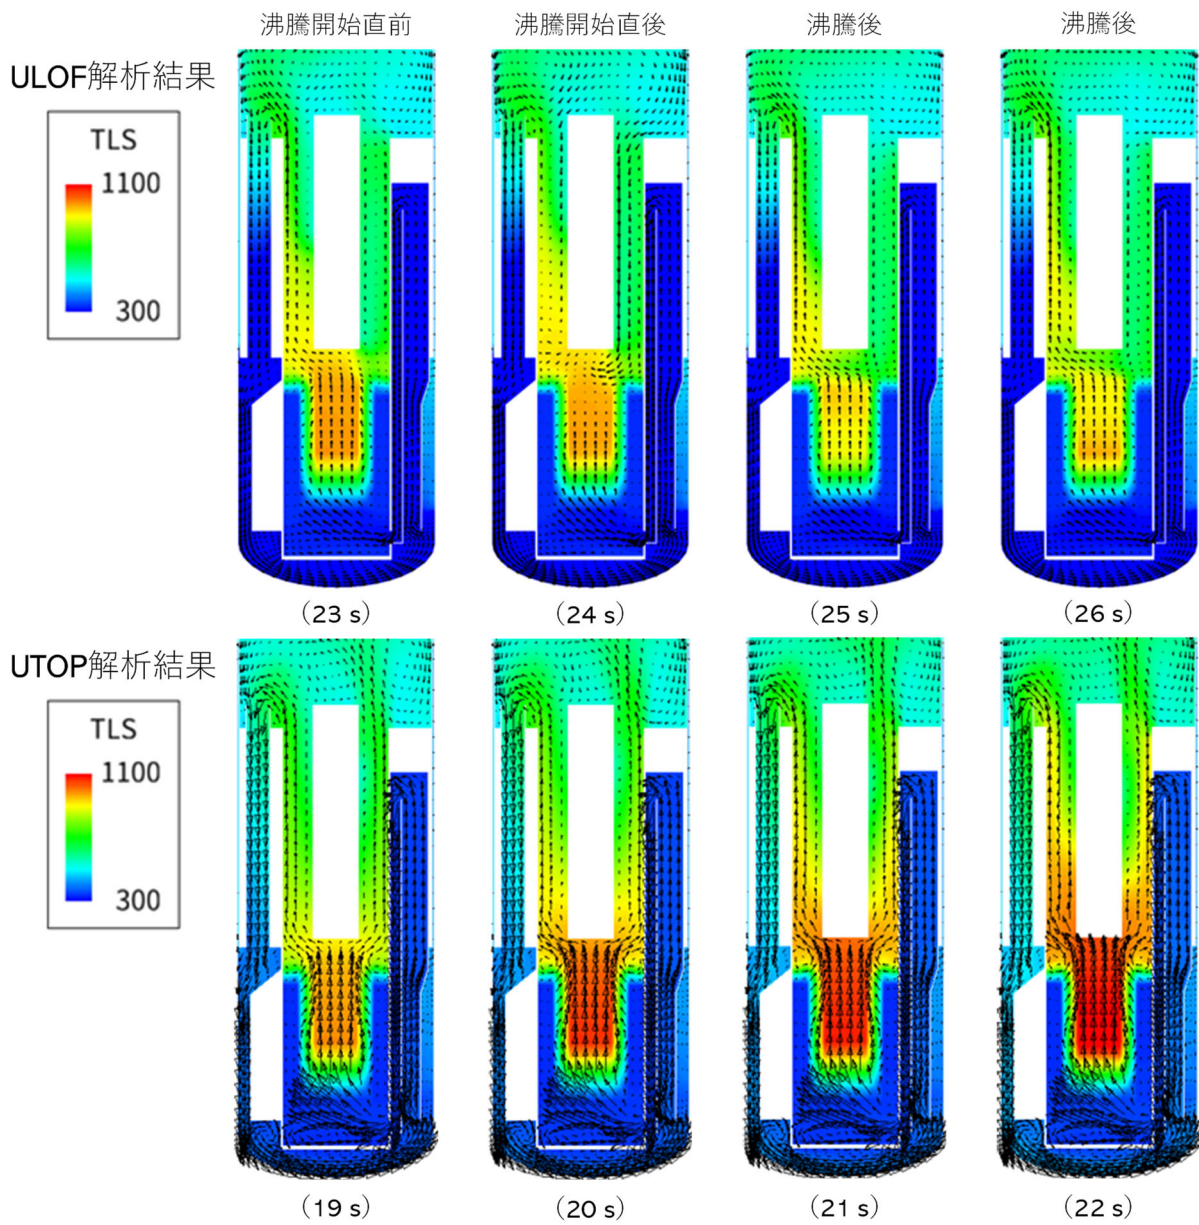 沸騰開始直前 沸騰開始直後 沸騰後 沸騰後
ULOF解析結果
TLS
1100
300
(23 s) (24 s) (25 s) (26 s)
UTOP解析結果
TLS
1100
300
(19 s) (20 s) (21 s) (22 s)